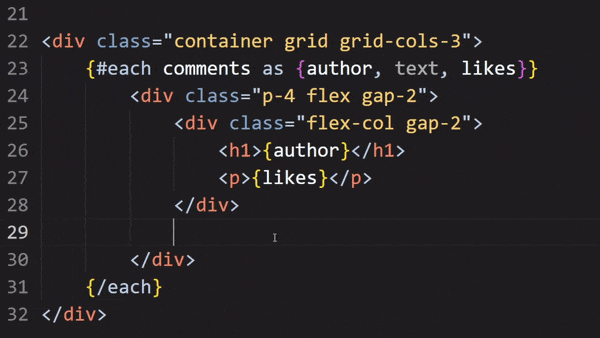 21
22 <div class="container grid grid-cols-3">
23     {#each comments as {author, text, likes}}
24         <div class="p-4 flex gap-2">
25             <div class="flex-col gap-2">
26                 <h1>{author}</h1>
27                 <p>{likes}</p>
28             </div>
29
30         </div>
31     {/each}
32 </div>